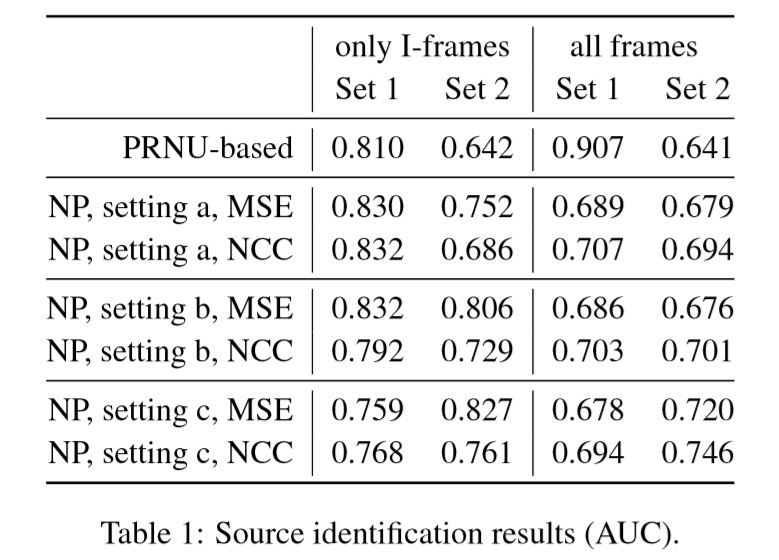 only I-frames all frames
Set 1 Set 2 Set 1 Set 2
PRNU-based 0.810 0.642 0.907 0.641
NP, setting a, MSE 0.830 0.752 0.689 0.679
NP, setting a, NCC 0.832 0.686 0.707 0.694
NP, setting b, MSE 0.832 0.806 0.686 0.676
NP, setting b, NCC 0.792 0.729 0.703 0.701
NP, setting c, MSE 0.759 0.827 0.678 0.720
NP, setting c, NCC 0.768 0.761 0.694 0.746
Table 1: Source identification results (AUC).